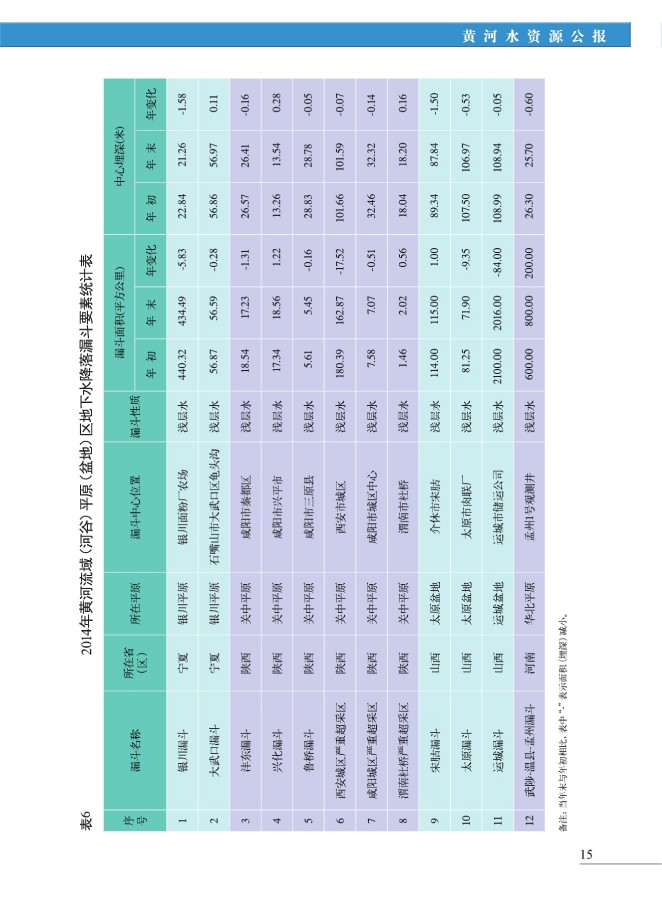 黄河水资源公报
表6 2014年黄河流域（河谷）平原（盆地）区地下水降落漏斗要素统计表
序号 漏斗名称 所在省（区） 所在平原 漏斗中心位置 漏斗性质 漏斗面积(平方公里) 中心埋深(米)
年 初 年 末 年变化 年 初 年 末 年变化
1 银川漏斗 宁夏 银川平原 银川面粉厂农场 浅层水 440.32 434.49 -5.83 22.84 21.26 -1.58
2 大武口漏斗 宁夏 银川平原 石嘴山市大武口区龟头沟 浅层水 56.87 56.59 -0.28 56.86 56.97 0.11
3 沣东漏斗 陕西 关中平原 咸阳市秦都区 浅层水 18.54 17.23 -1.31 26.57 26.41 -0.16
4 兴化漏斗 陕西 关中平原 咸阳市兴平市 浅层水 17.34 18.56 1.22 13.26 13.54 0.28
5 鲁桥漏斗 陕西 关中平原 咸阳市三原县 浅层水 5.61 5.45 -0.16 28.83 28.78 -0.05
6 西安城区严重超采区 陕西 关中平原 西安市城区 浅层水 180.39 162.87 -17.52 101.66 101.59 -0.07
7 咸阳城区严重超采区 陕西 关中平原 咸阳市城区中心 浅层水 7.58 7.07 -0.51 32.46 32.32 -0.14
8 渭南杜桥严重超采区 陕西 关中平原 渭南市杜桥 浅层水 1.46 2.02 0.56 18.04 18.20 0.16
9 宋股漏斗 山西 太原盆地 介休市宋股 浅层水 114.00 115.00 1.00 89.34 87.84 -1.50
10 太原漏斗 山西 太原盆地 太原市肉联厂 浅层水 81.25 71.90 -9.35 107.50 106.97 -0.53
11 运城漏斗 山西 运城盆地 运城市储运公司 浅层水 2100.00 2016.00 -84.00 108.99 108.94 -0.05
12 武陟-温县-孟州漏斗 河南 华北平原 孟州1号观测井 浅层水 600.00 800.00 200.00 26.30 25.70 -0.60
备注：当年末与年初相比，表中“-”表示面积（埋深）减小。
15